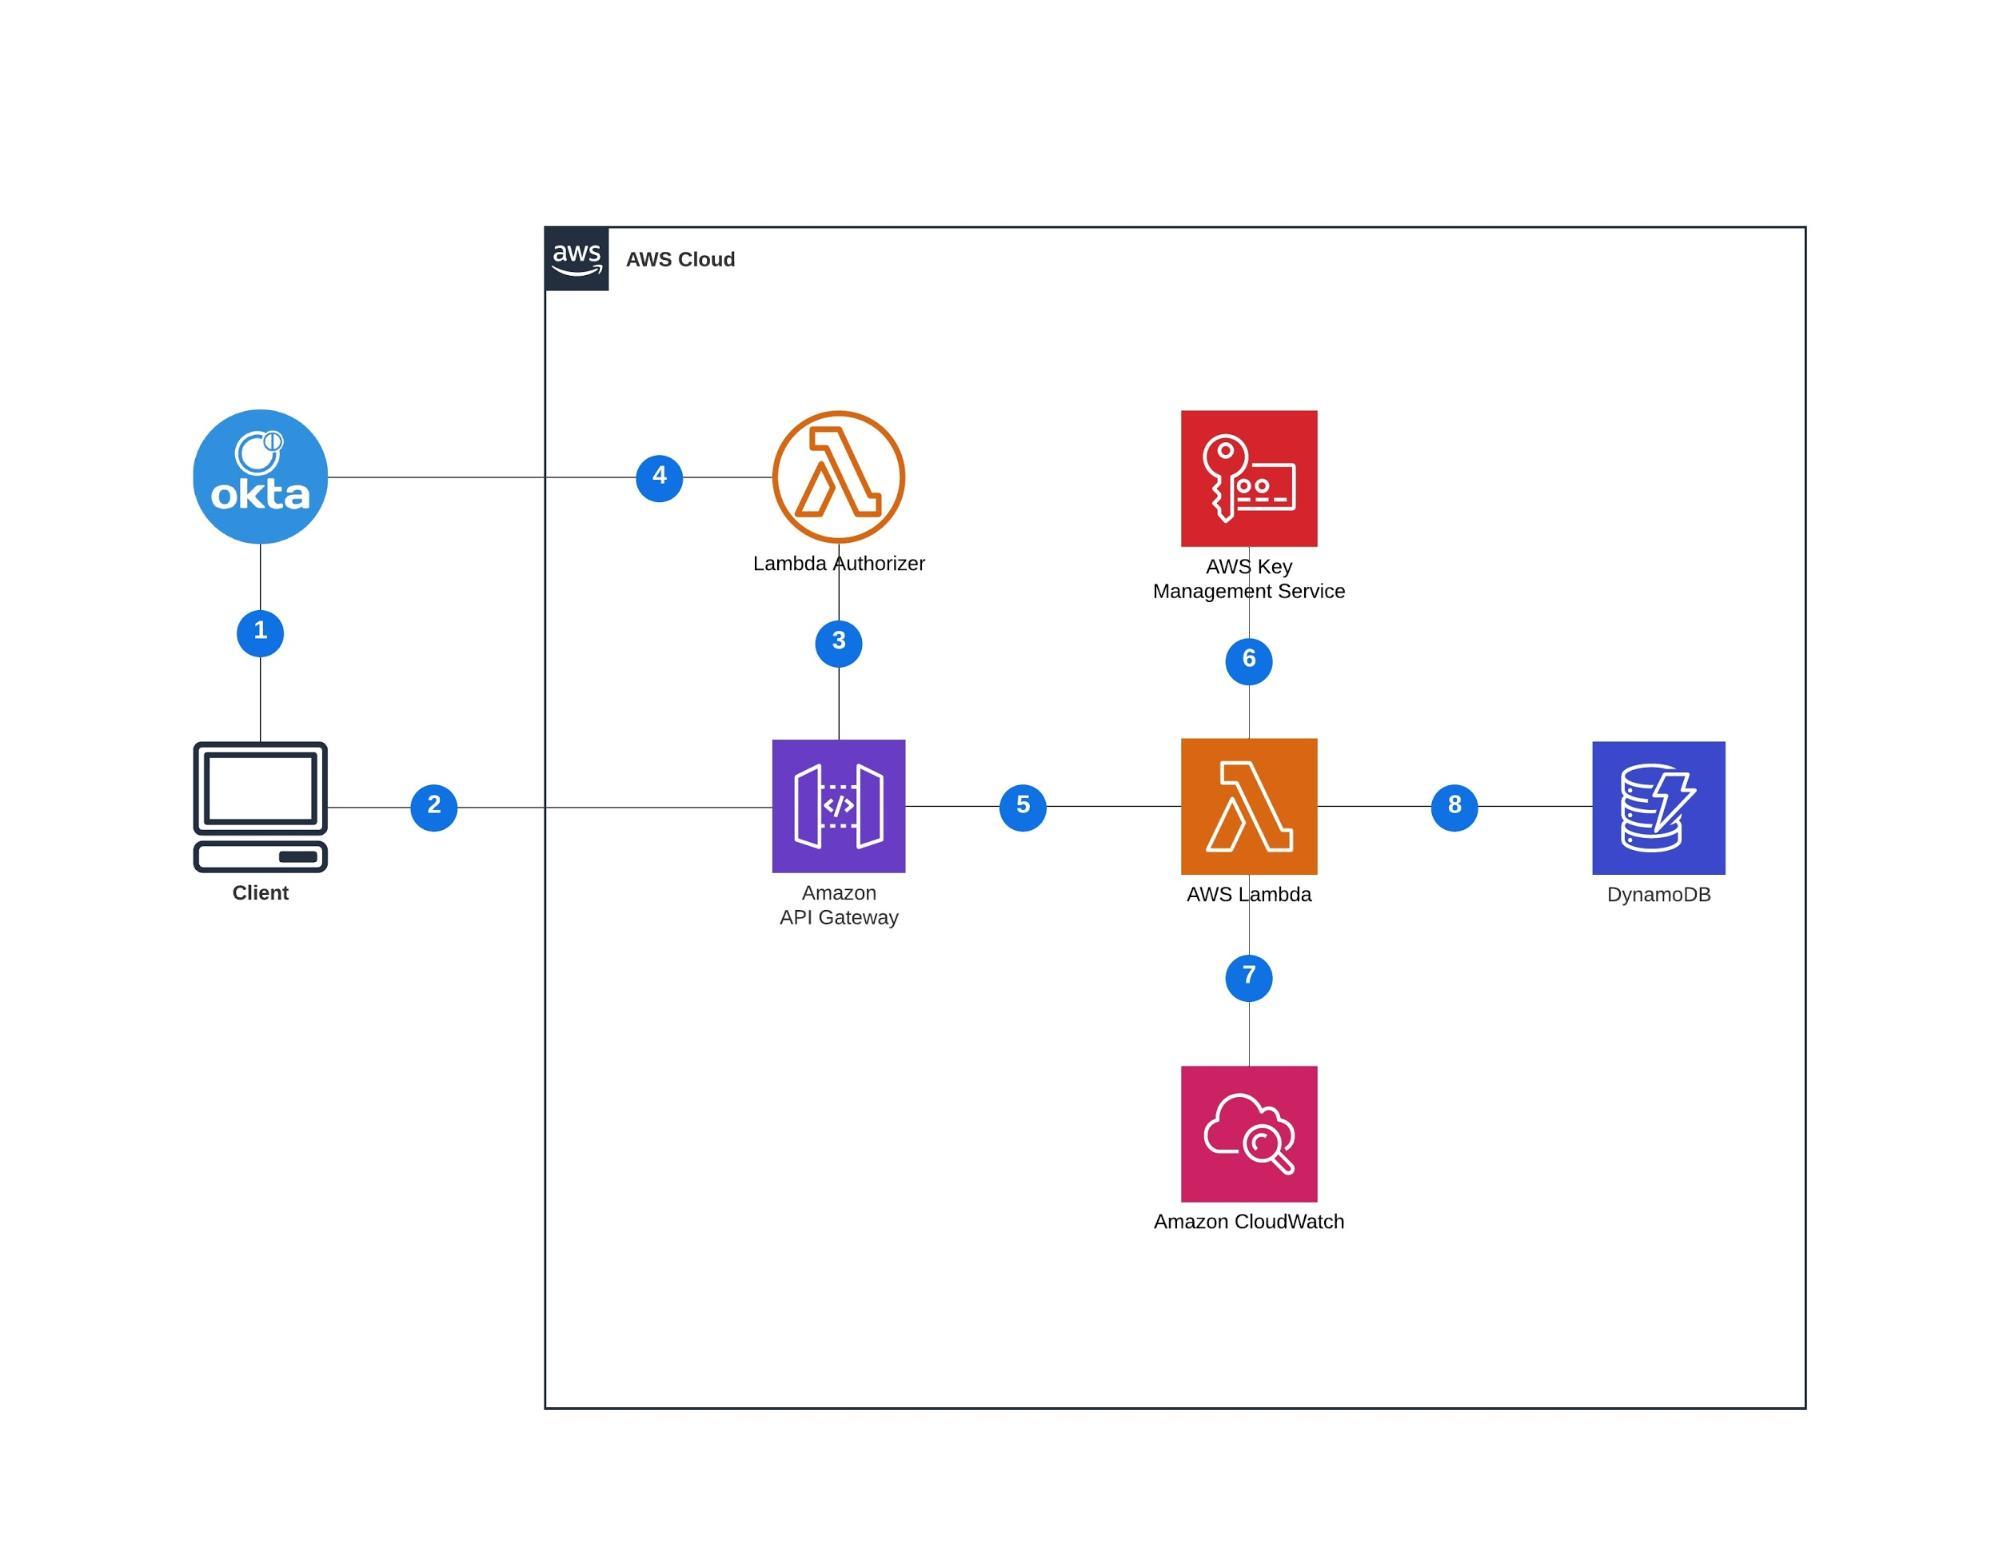 aws
AWS Cloud
okta
4
Lambda Authorizer
AWS Key
Management Service
1
3
6
2
5
8
Client
Amazon
API Gateway
AWS Lambda
DynamoDB
7
Amazon CloudWatch